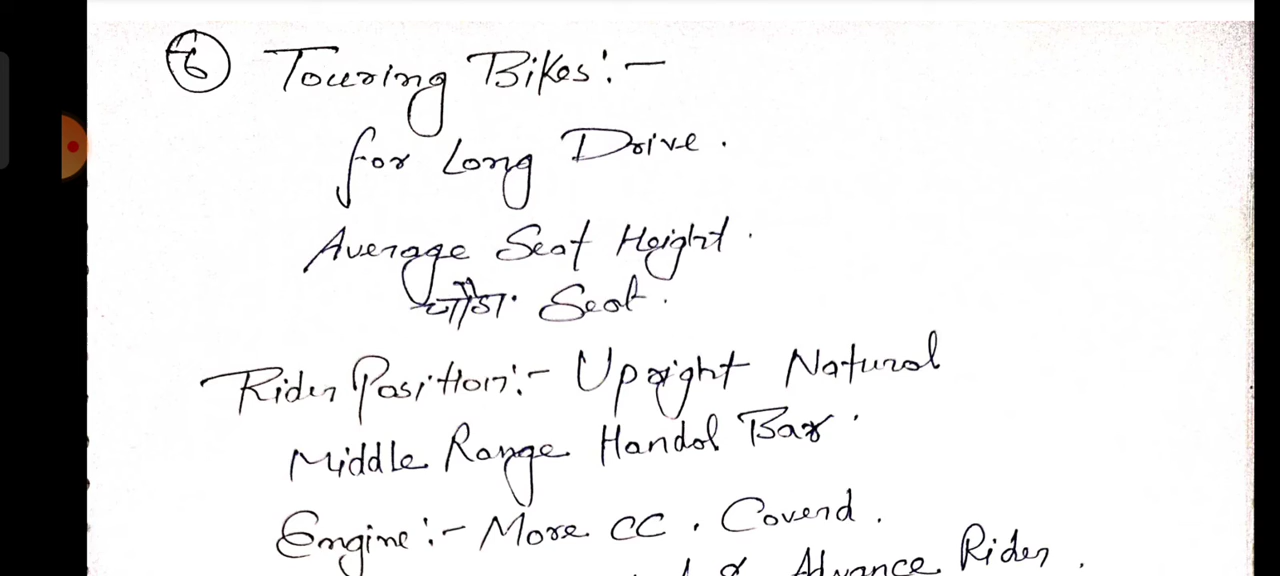 6 Touring Bikes:-
for Long Drive.
Average Seat Height.
चौडा Seat.
Rider Position:- Upright Natural
Middle Range Handol Bar.
Engine:- More CC. Coverd.
& Advance Rider.